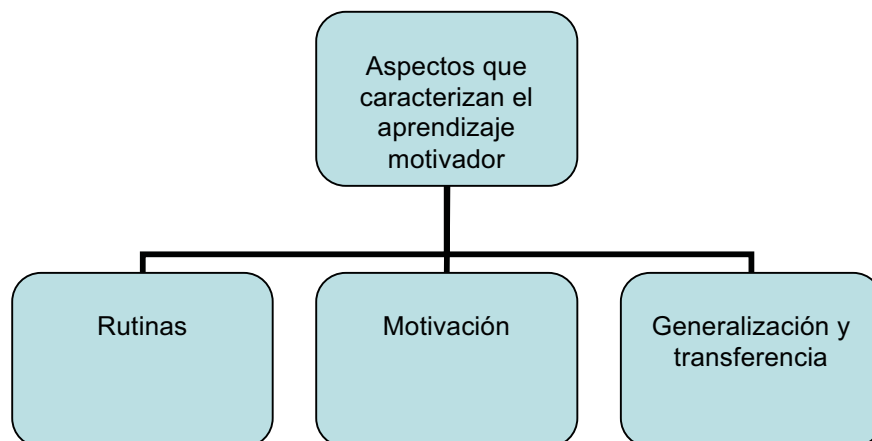 Aspectos que
caracterizan el
aprendizaje
motivador
Rutinas
Motivación
Generalización y
transferencia